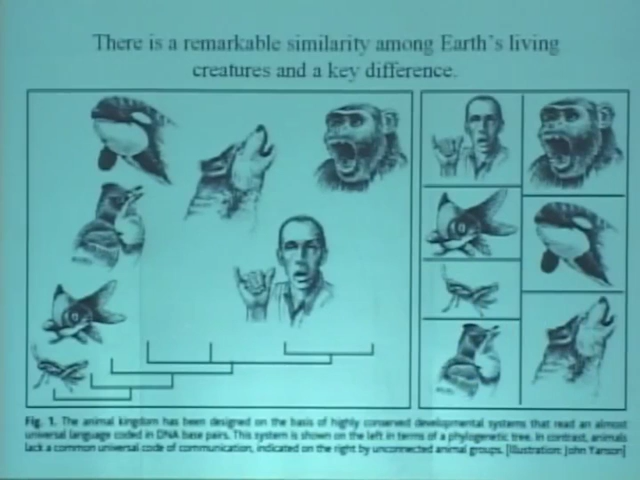 There is a remarkable similarity among Earth's living
creatures and a key difference.
Fig. 1. The animal kingdom has been designed on the basis of highly conserved developmental systems that read an almost
universal language coded in DNA base pairs. This system is shown on the left in terms of a phylogenetic tree. In contrast, animals
lack a common universal code of communication, indicated on the right by unconnected animal groups. [Illustration: John Yanson]